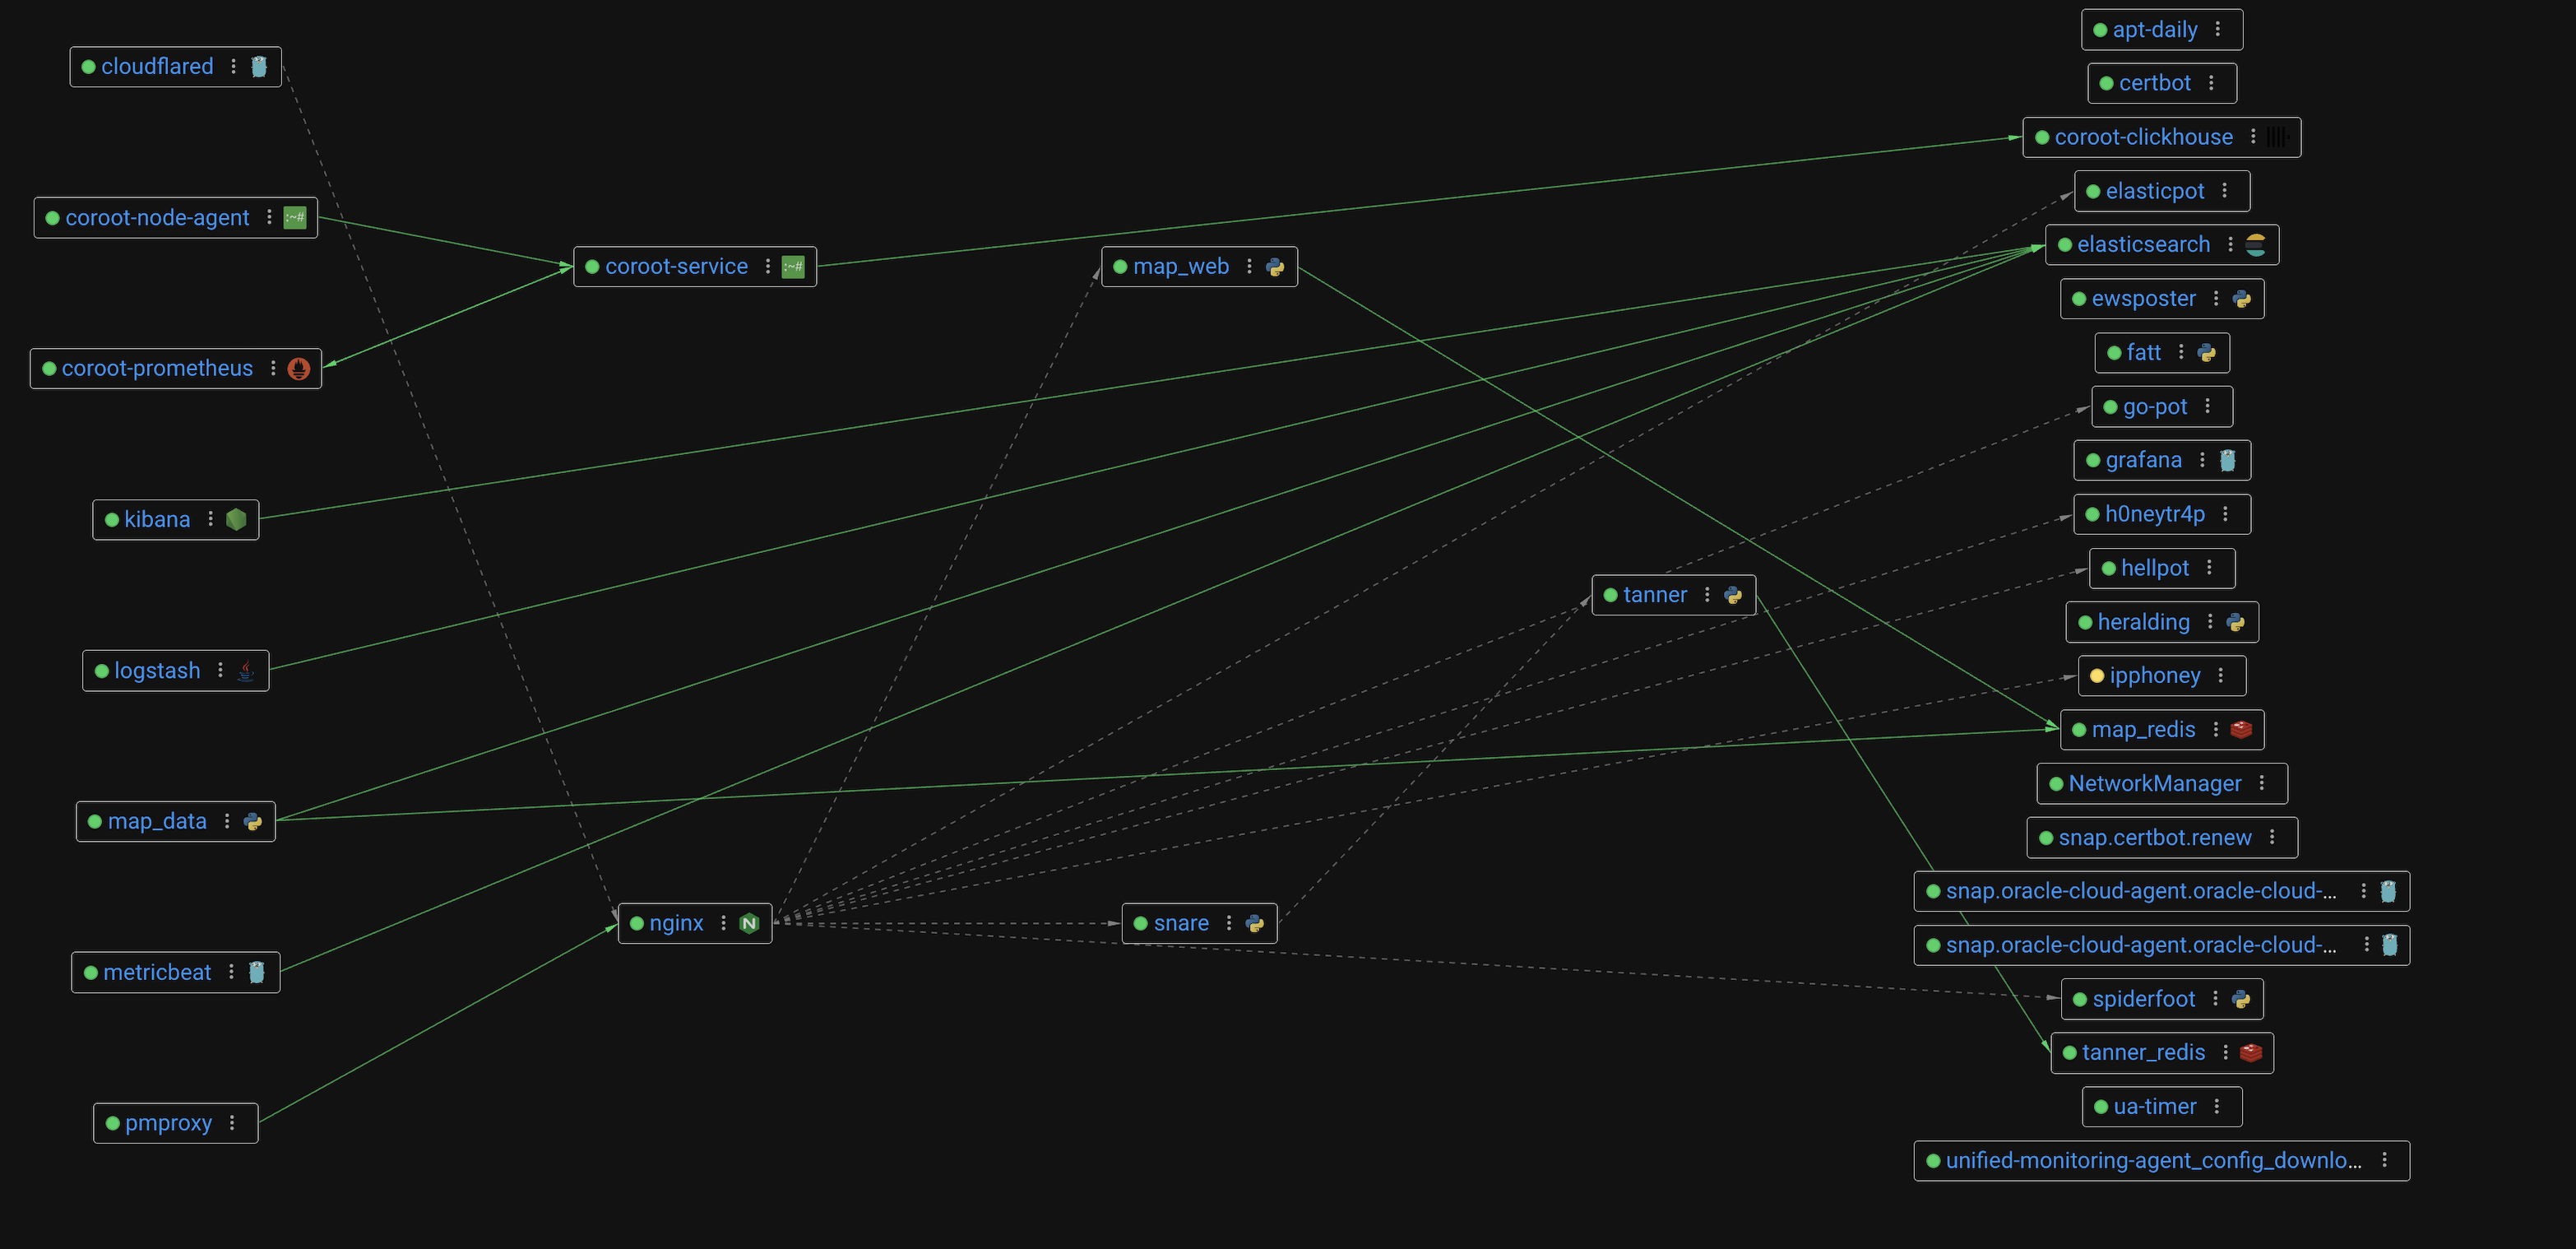 cloudflared
coroot-node-agent
:~#
coroot-prometheus
kibana
logstash
map_data
metricbeat
pmproxy
coroot-service
:~#
nginx
N
map_web
snare
tanner
apt-daily
certbot
coroot-clickhouse
elasticpot
elasticsearch
ewsposter
fatt
go-pot
grafana
h0neytr4p
hellpot
heralding
ipphoney
map_redis
NetworkManager
snap.certbot.renew
snap.oracle-cloud-agent.oracle-cloud-...
snap.oracle-cloud-agent.oracle-cloud-...
spiderfoot
tanner_redis
ua-timer
unified-monitoring-agent_config_downlo...